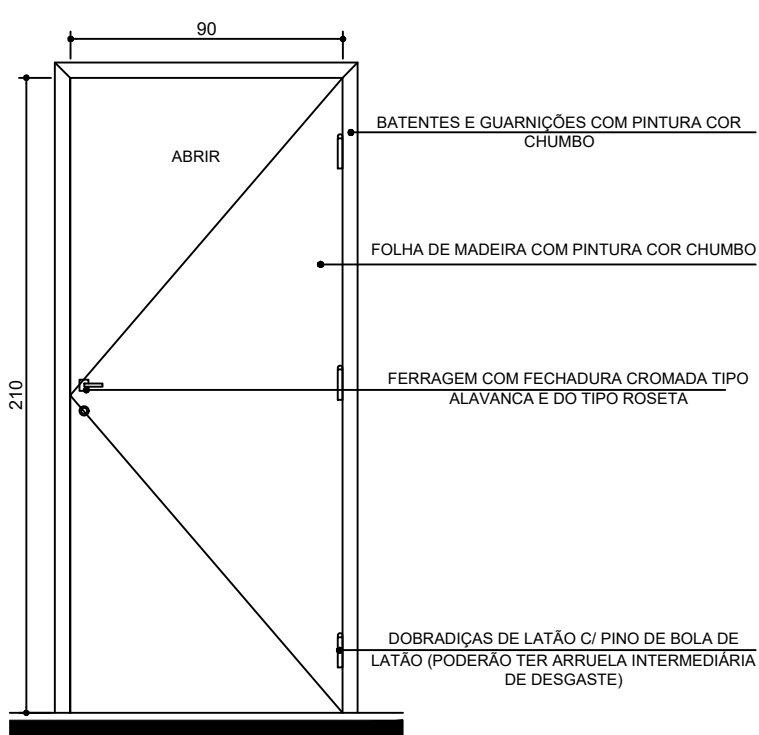 90
BATENTES E GUARNIÇÕES COM PINTURA COR
CHUMBO
ABRIR
FOLHA DE MADEIRA COM PINTURA COR CHUMBO
210
FERRAGEM COM FECHADURA CROMADA TIPO
ALAVANCA E DO TIPO ROSETA
DOBRADIÇAS DE LATÃO C/ PINO DE BOLA DE
LATÃO (PODERÃO TER ARRUELA INTERMEDIÁRIA
DE DESGASTE)